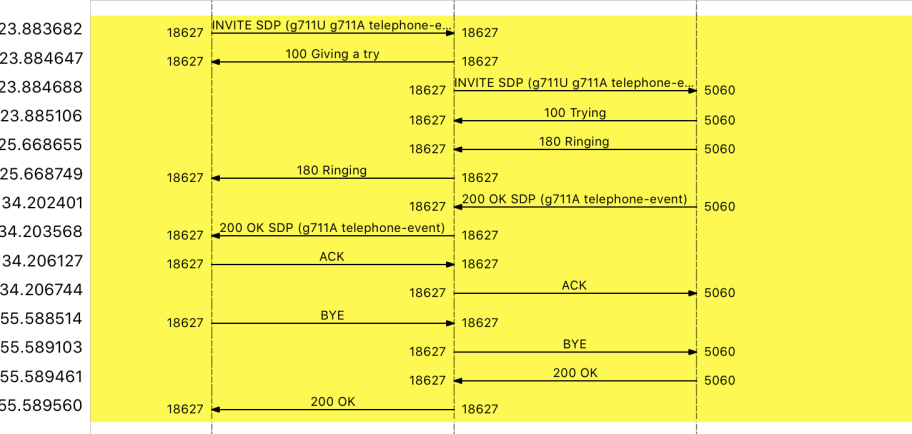 23.883682 18627 INVITE SDP (g711U g711A telephone-e... 18627
23.884647 18627 100 Giving a try 18627
23.884688 18627 INVITE SDP (g711U g711A telephone-e... 5060
23.885106 18627 100 Trying 5060
25.668655 18627 180 Ringing 5060
25.668749 18627 180 Ringing 18627
34.202401 18627 200 OK SDP (g711A telephone-event) 5060
34.203568 18627 200 OK SDP (g711A telephone-event) 18627
34.206127 18627 ACK 18627
34.206744 18627 ACK 5060
55.588514 18627 BYE 18627
55.589103 18627 BYE 5060
55.589461 18627 200 OK 5060
55.589560 18627 200 OK 18627